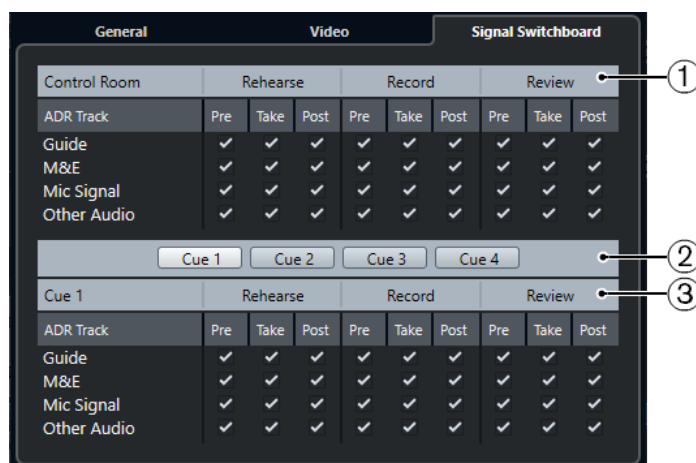 General Video Signal Switchboard
Control Room Rehearse Record Review 1
ADR Track Pre Take Post Pre Take Post Pre Take Post
Guide
M&E
Mic Signal
Other Audio
Cue 1 Cue 2 Cue 3 Cue 4 2
Cue 1 Rehearse Record Review 3
ADR Track Pre Take Post Pre Take Post Pre Take Post
Guide
M&E
Mic Signal
Other Audio